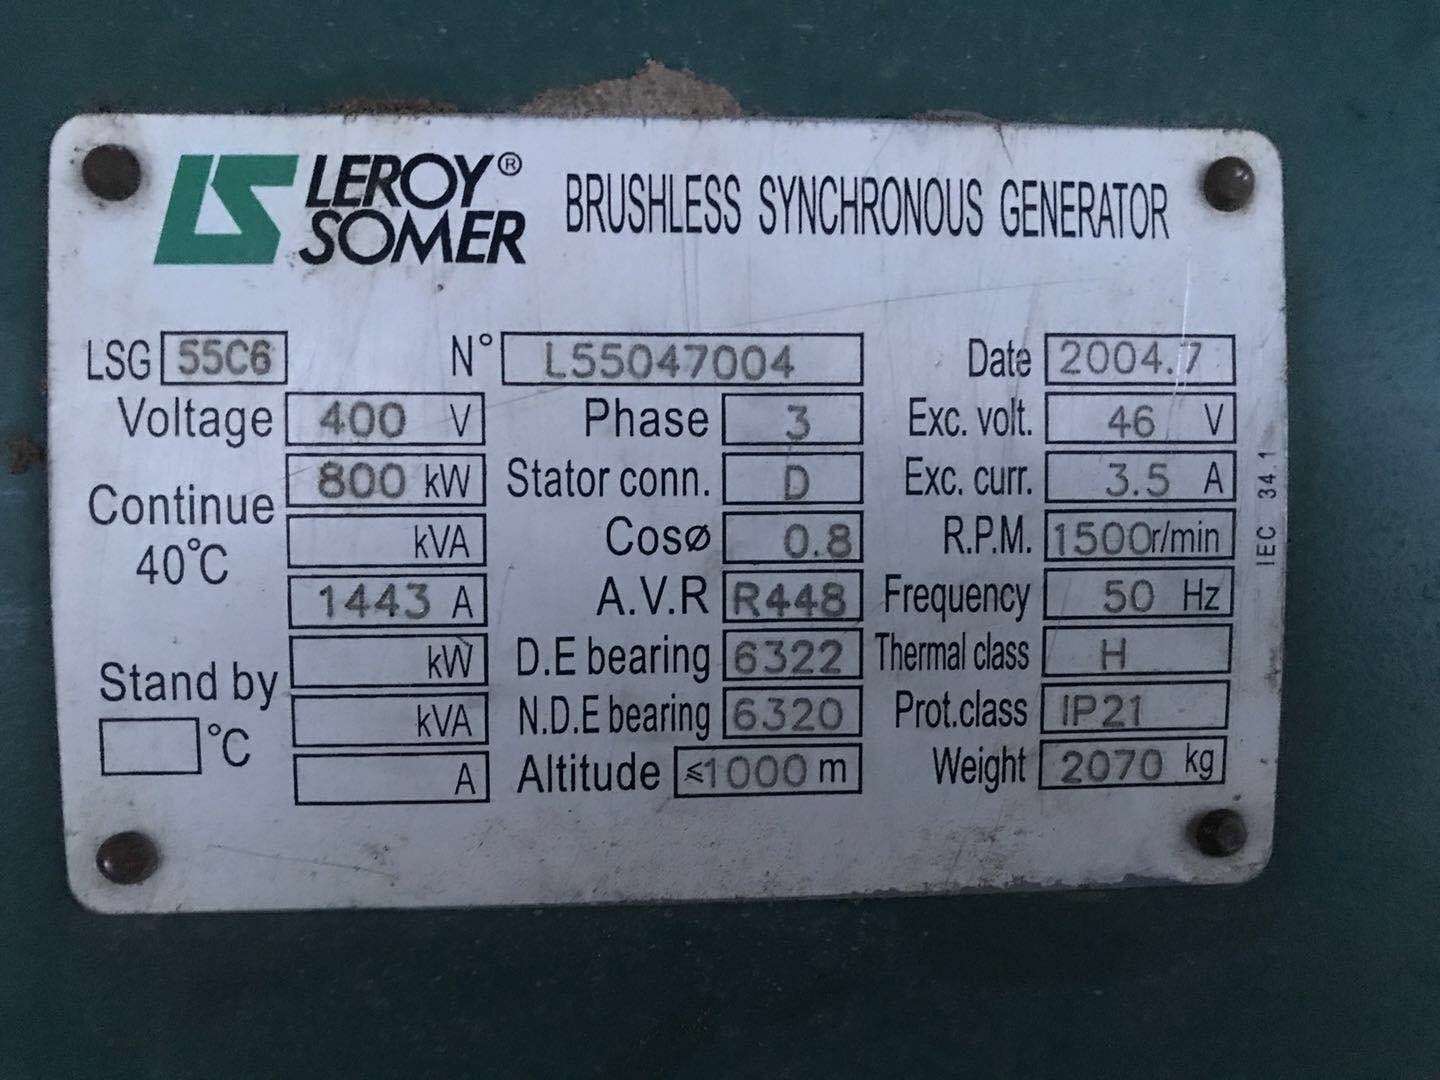 LS LEROY® SOMER BRUSHLESS SYNCHRONOUS GENERATOR
LSG 55C6 N° L55047004 Date 2004.7
Voltage 400 V Phase 3 Exc. volt. 46 V
Continue 40°C 800 kW Stator conn. D Exc. curr. 3.5 A
kVA Cosø 0.8 R.P.M. 1500r/min
1443 A A.V.R R448 Frequency 50 Hz
Stand by °C kW D.E bearing 6322 Thermal class H
kVA N.D.E bearing 6320 Prot.class IP21
A Altitude ≤1000 m Weight 2070 kg
IEC 34.1